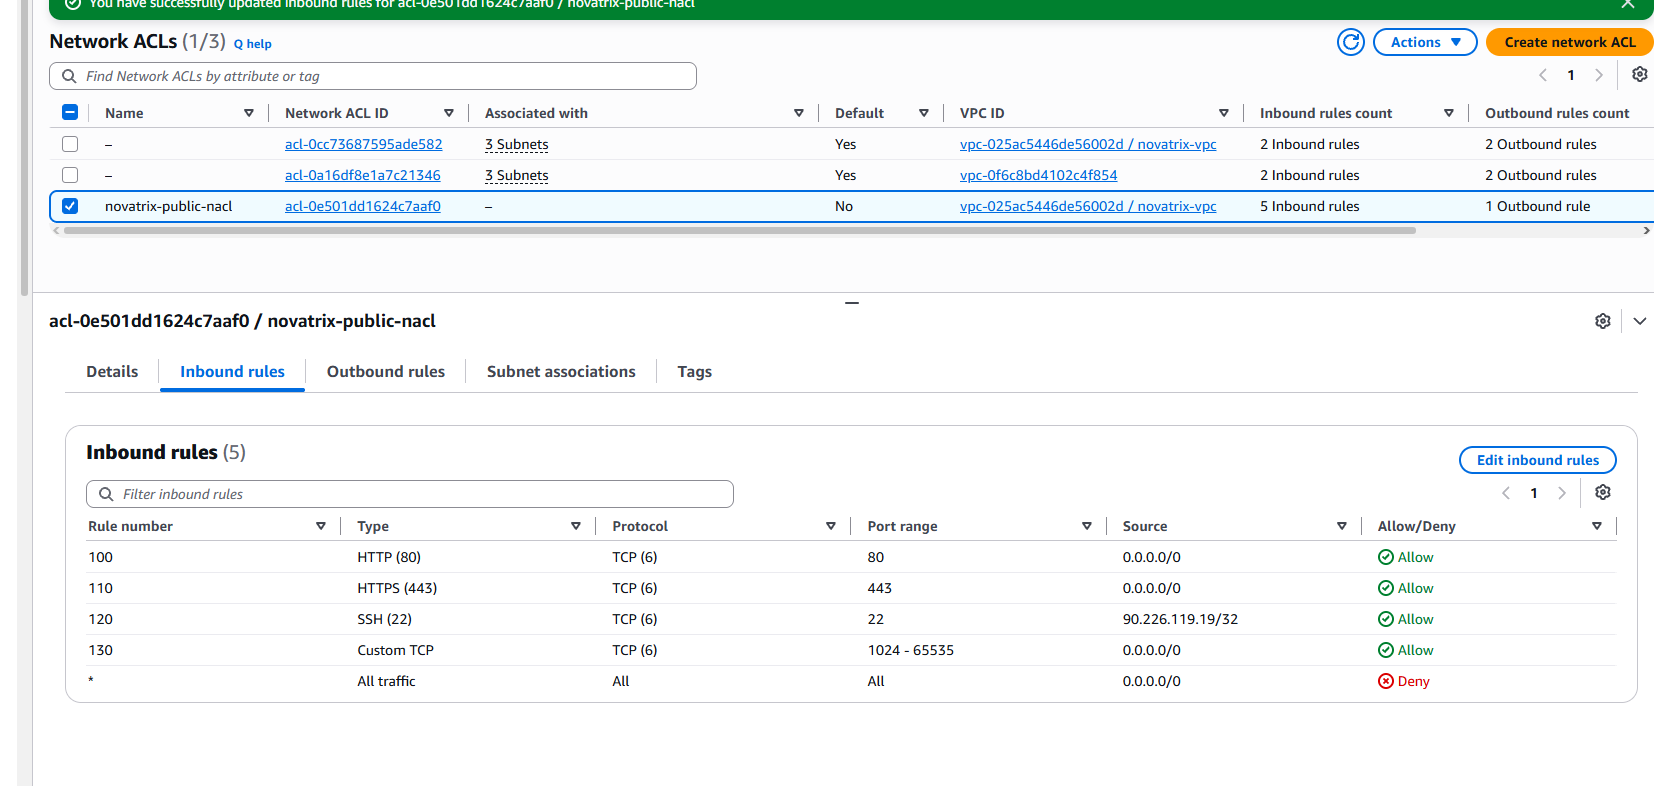 You have successfully updated inbound rules for acl-0e501dd1624c7aaf0 / novatrix-public-nacl
Network ACLs (1/3) Q help
Actions
Create network ACL
Find Network ACLs by attribute or tag
1
Name Network ACL ID Associated with Default VPC ID Inbound rules count Outbound rules count
– acl-0cc73687595ade582 3 Subnets Yes vpc-025ac5446de56002d / novatrix-vpc 2 Inbound rules 2 Outbound rules
– acl-0a16df8e1a7c21346 3 Subnets Yes vpc-0f6c8bd4102c4f854 2 Inbound rules 2 Outbound rules
novatrix-public-nacl acl-0e501dd1624c7aaf0 – No vpc-025ac5446de56002d / novatrix-vpc 5 Inbound rules 1 Outbound rule
acl-0e501dd1624c7aaf0 / novatrix-public-nacl
Details Inbound rules Outbound rules Subnet associations Tags
Inbound rules (5)
Edit inbound rules
Filter inbound rules
1
Rule number Type Protocol Port range Source Allow/Deny
100 HTTP (80) TCP (6) 80 0.0.0.0/0 Allow
110 HTTPS (443) TCP (6) 443 0.0.0.0/0 Allow
120 SSH (22) TCP (6) 22 90.226.119.19/32 Allow
130 Custom TCP TCP (6) 1024 - 65535 0.0.0.0/0 Allow
* All traffic All All 0.0.0.0/0 Deny